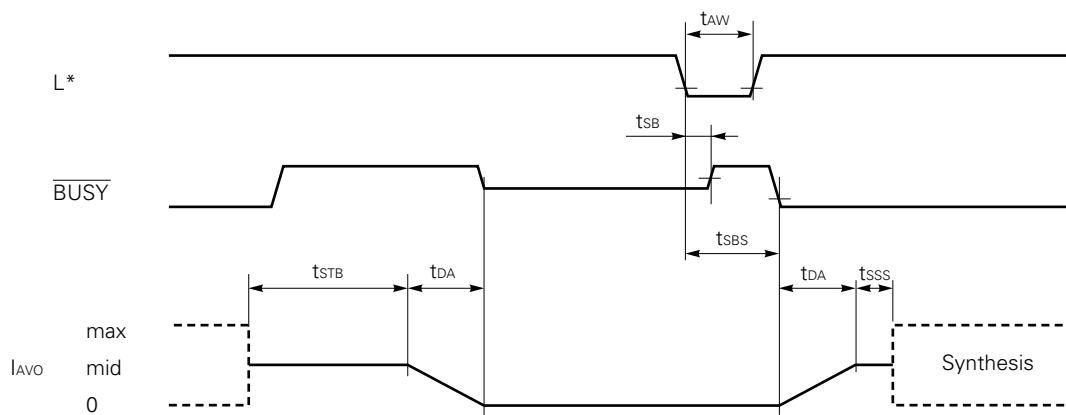 tAW
L*
tSB
BUSY
tSBS
tSTB tDA tDA tSSS
max
IAVO mid Synthesis
0